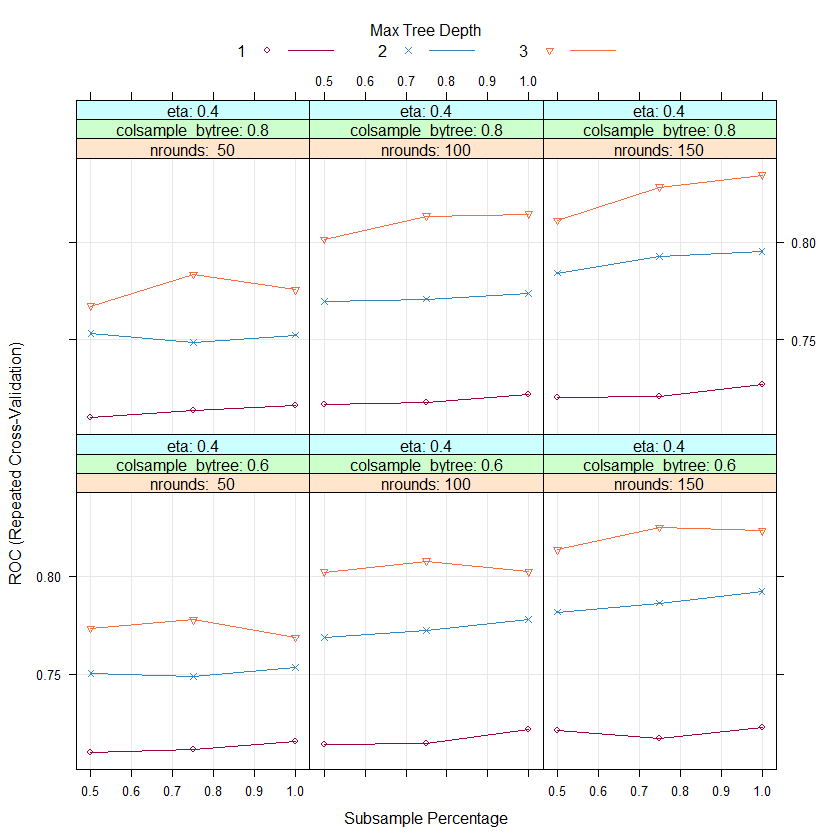 Max Tree Depth
1 2 3
0.5 0.6 0.7 0.8 0.9 1.0
eta: 0.4 eta: 0.4 eta: 0.4
colsample_bytree: 0.8 colsample_bytree: 0.8 colsample_bytree: 0.8
nrounds: 50 nrounds: 100 nrounds: 150
0.80
0.75
eta: 0.4 eta: 0.4 eta: 0.4
colsample_bytree: 0.6 colsample_bytree: 0.6 colsample_bytree: 0.6
nrounds: 50 nrounds: 100 nrounds: 150
ROC (Repeated Cross-Validation)
0.80
0.75
0.5 0.6 0.7 0.8 0.9 1.0 0.5 0.6 0.7 0.8 0.9 1.0
Subsample Percentage